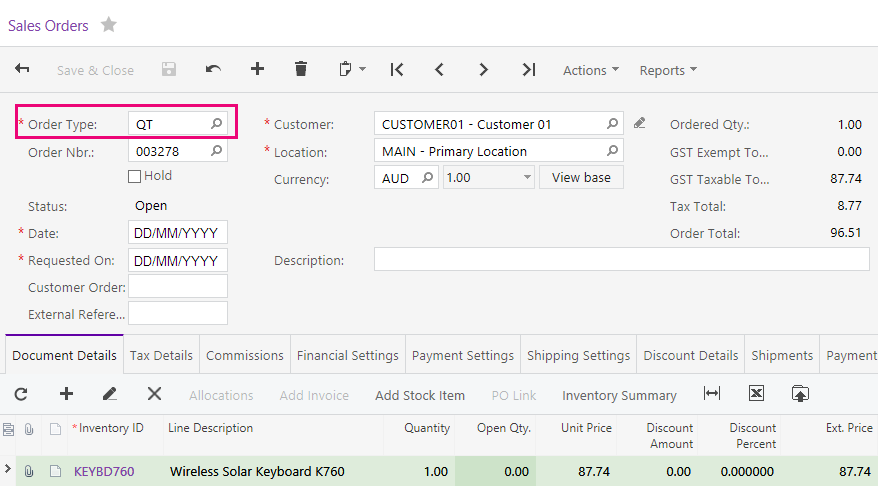 Sales Orders
Save & Close Actions Reports
* Order Type: QT * Customer: CUSTOMER01 - Customer 01 Ordered Qty.: 1.00
Order Nbr.: 003278 * Location: MAIN - Primary Location GST Exempt To... 0.00
Hold Currency: AUD 1.00 View base GST Taxable To... 87.74
Status: Open Tax Total: 8.77
* Date: DD/MM/YYYY Order Total: 96.51
* Requested On: DD/MM/YYYY Description:
Customer Order:
External Refere...
Document Details Tax Details Commissions Financial Settings Payment Settings Shipping Settings Discount Details Shipments Payment
Allocations Add Invoice Add Stock Item PO Link Inventory Summary
* Inventory ID Line Description Quantity Open Qty. Unit Price Discount Amount Discount Percent Ext. Price
KEYBD760 Wireless Solar Keyboard K760 1.00 0.00 87.74 0.00 0.000000 87.74